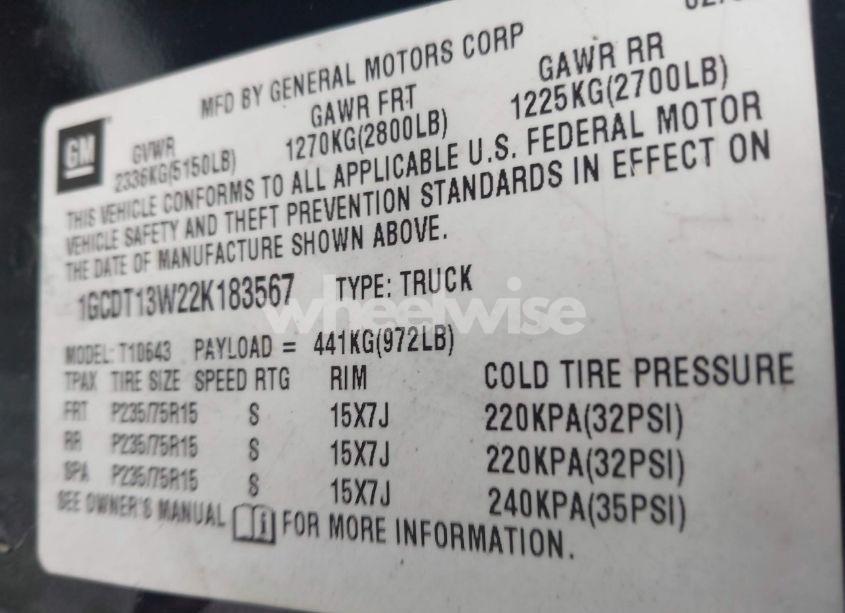 MFD BY GENERAL MOTORS CORP
GM GVWR GAWR FRT GAWR RR
2336KG(5150LB) 1270KG(2800LB) 1225KG(2700LB)
THIS VEHICLE CONFORMS TO ALL APPLICABLE U.S. FEDERAL MOTOR
VEHICLE SAFETY AND THEFT PREVENTION STANDARDS IN EFFECT ON
THE DATE OF MANUFACTURE SHOWN ABOVE.
1GCDT13W22K183567 TYPE: TRUCK
wheelwise
MODEL: T10643 PAYLOAD = 441KG(972LB)
TPAX TIRE SIZE SPEED RTG RIM COLD TIRE PRESSURE
FRT P235/75R15 S 15X7J 220KPA(32PSI)
RR P235/75R15 S 15X7J 220KPA(32PSI)
SPA P235/75R15 S 15X7J 240KPA(35PSI)
SEE OWNER'S MANUAL i FOR MORE INFORMATION.